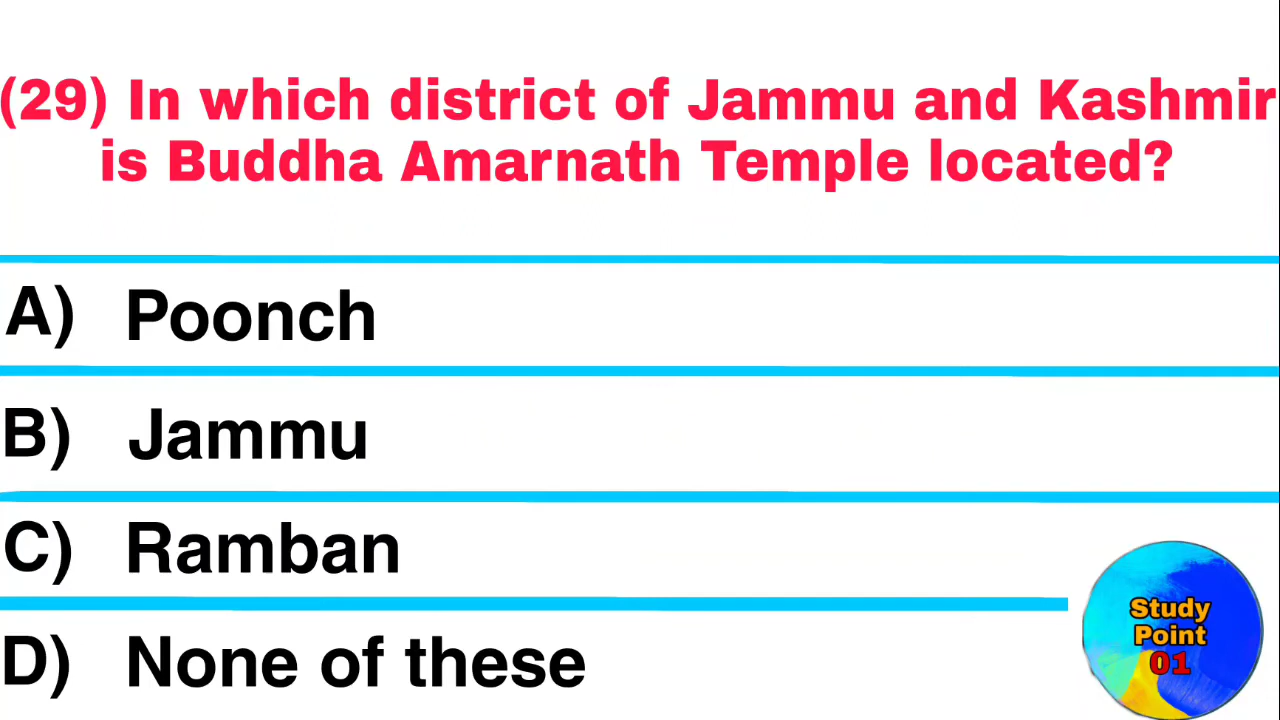 (29) In which district of Jammu and Kashmir
is Buddha Amarnath Temple located?
A) Poonch
B) Jammu
C) Ramban
D) None of these
Study
Point
01